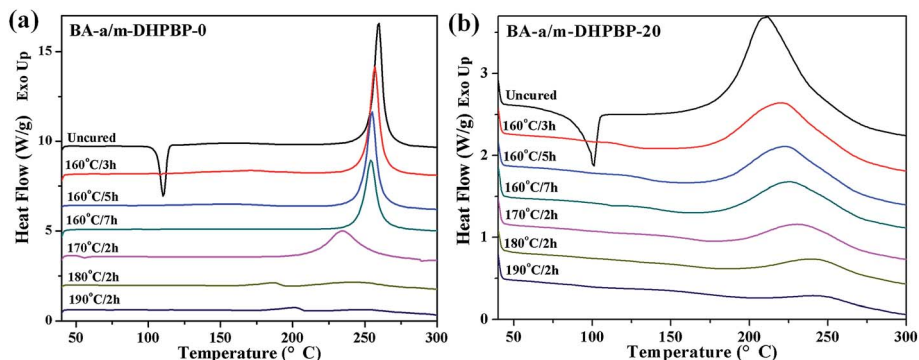 (a)
BA-a/m-DHPBP-0
Heat Flow (W/g) Exo Up
15
10
5
0
Uncured
160°C/3h
160°C/5h
160°C/7h
170°C/2h
180°C/2h
190°C/2h
50 100 150 200 250 300
Temperature (° C)
(b)
BA-a/m-DHPBP-20
Heat Flow (W/g) Exo Up
3
2
1
0
Uncured
160°C/3h
160°C/5h
160°C/7h
170°C/2h
180°C/2h
190°C/2h
50 100 150 200 250 300
Temperature (° C)